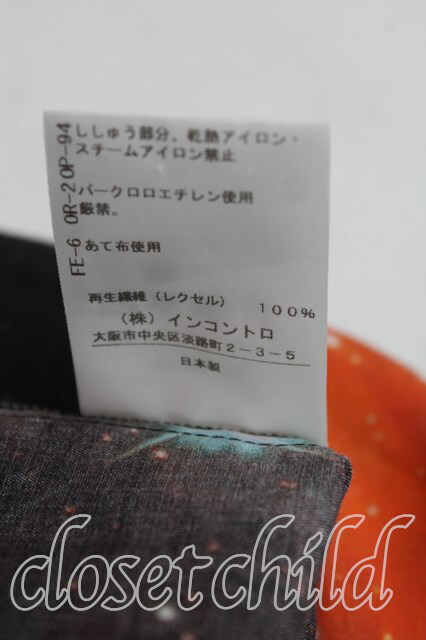 ししゅう部分、乾熱アイロン・
スチームアイロン禁止
パークロロエチレン使用
厳禁。
あて布使用
FE-6 OR-20P-94
再生繊維（レクセル） 100%
（株）インコントロ
大阪市中央区淡路町2-3-5
日本製
closetchild